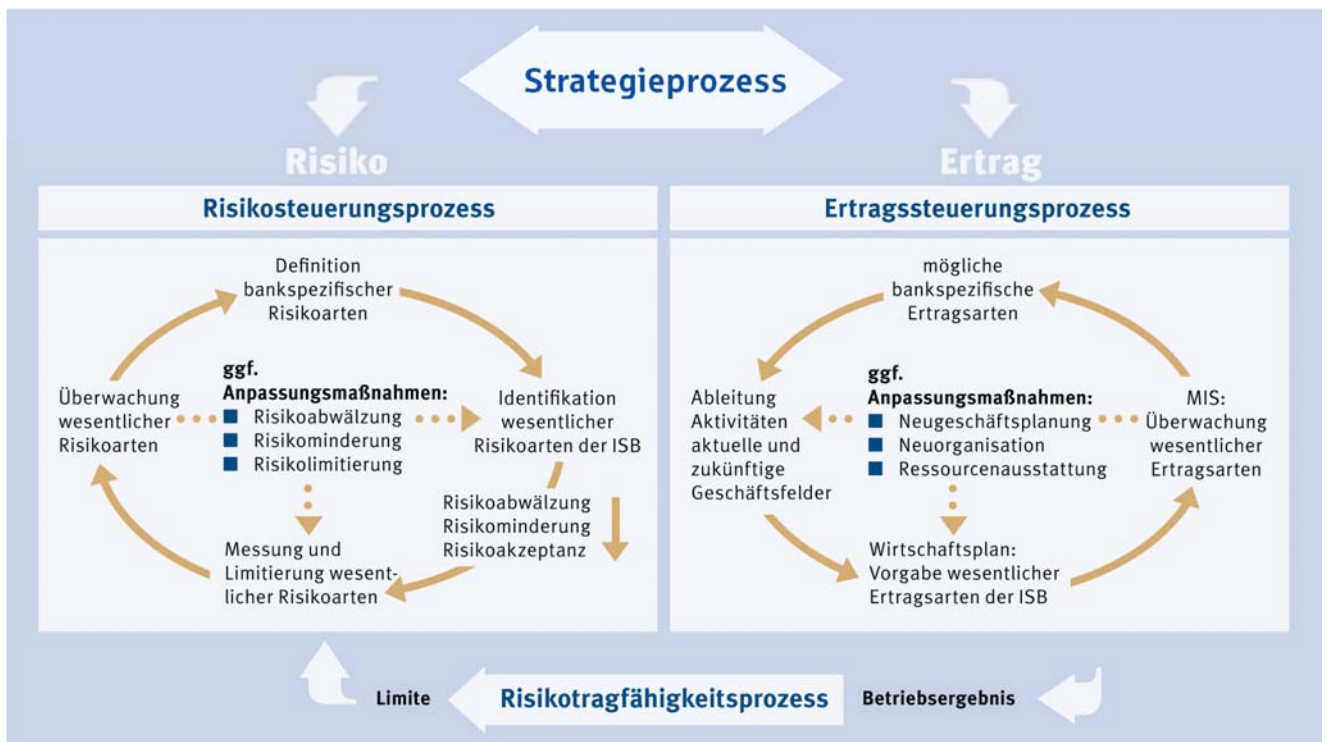 Strategieprozess
Risiko
Ertrag
Risikosteuerungsprozess
Definition
bankspezifischer
Risikoarten
ggf.
Anpassungsmaßnahmen:
Risikoabwälzung
Risikominderung
Risikolimitierung
Überwachung
wesentlicher
Risikoarten
Identifikation
wesentlicher
Risikoarten der ISB
Risikoabwälzung
Risikominderung
Risikoakzeptanz
Messung und
Limitierung wesent-
licher Risikoarten
Ertragssteuerungsprozess
mögliche
bankspezifische
Ertragsarten
ggf.
Anpassungsmaßnahmen:
Neugeschäftsplanung
Neuorganisation
Ressourcenausstattung
Ableitung
Aktivitäten
aktuelle und
zukünftige
Geschäftsfelder
MIS:
Überwachung
wesentlicher
Ertragsarten
Wirtschaftsplan:
Vorgabe wesentlicher
Ertragsarten der ISB
Limite
Risikotragfähigkeitsprozess
Betriebsergebnis